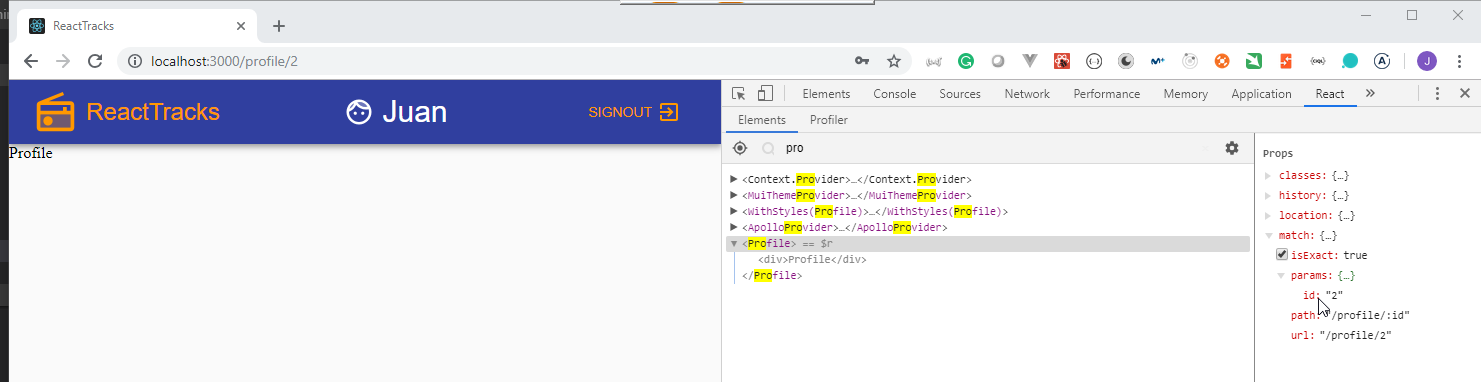 ReactTracks
localhost:3000/profile/2
J
ReactTracks
Juan
SIGNOUT
Profile
Elements Console Sources Network Performance Memory Application React »
Elements Profiler
pro
<Context.Provider>…</Context.Provider>
<MuiThemeProvider>…</MuiThemeProvider>
<WithStyles(Profile)>…</WithStyles(Profile)>
<ApolloProvider>…</ApolloProvider>
<Profile> == $r
<div>Profile</div>
</Profile>
Props
classes: {…}
history: {…}
location: {…}
match: {…}
isExact: true
params: {…}
id: "2"
path: "/profile/:id"
url: "/profile/2"